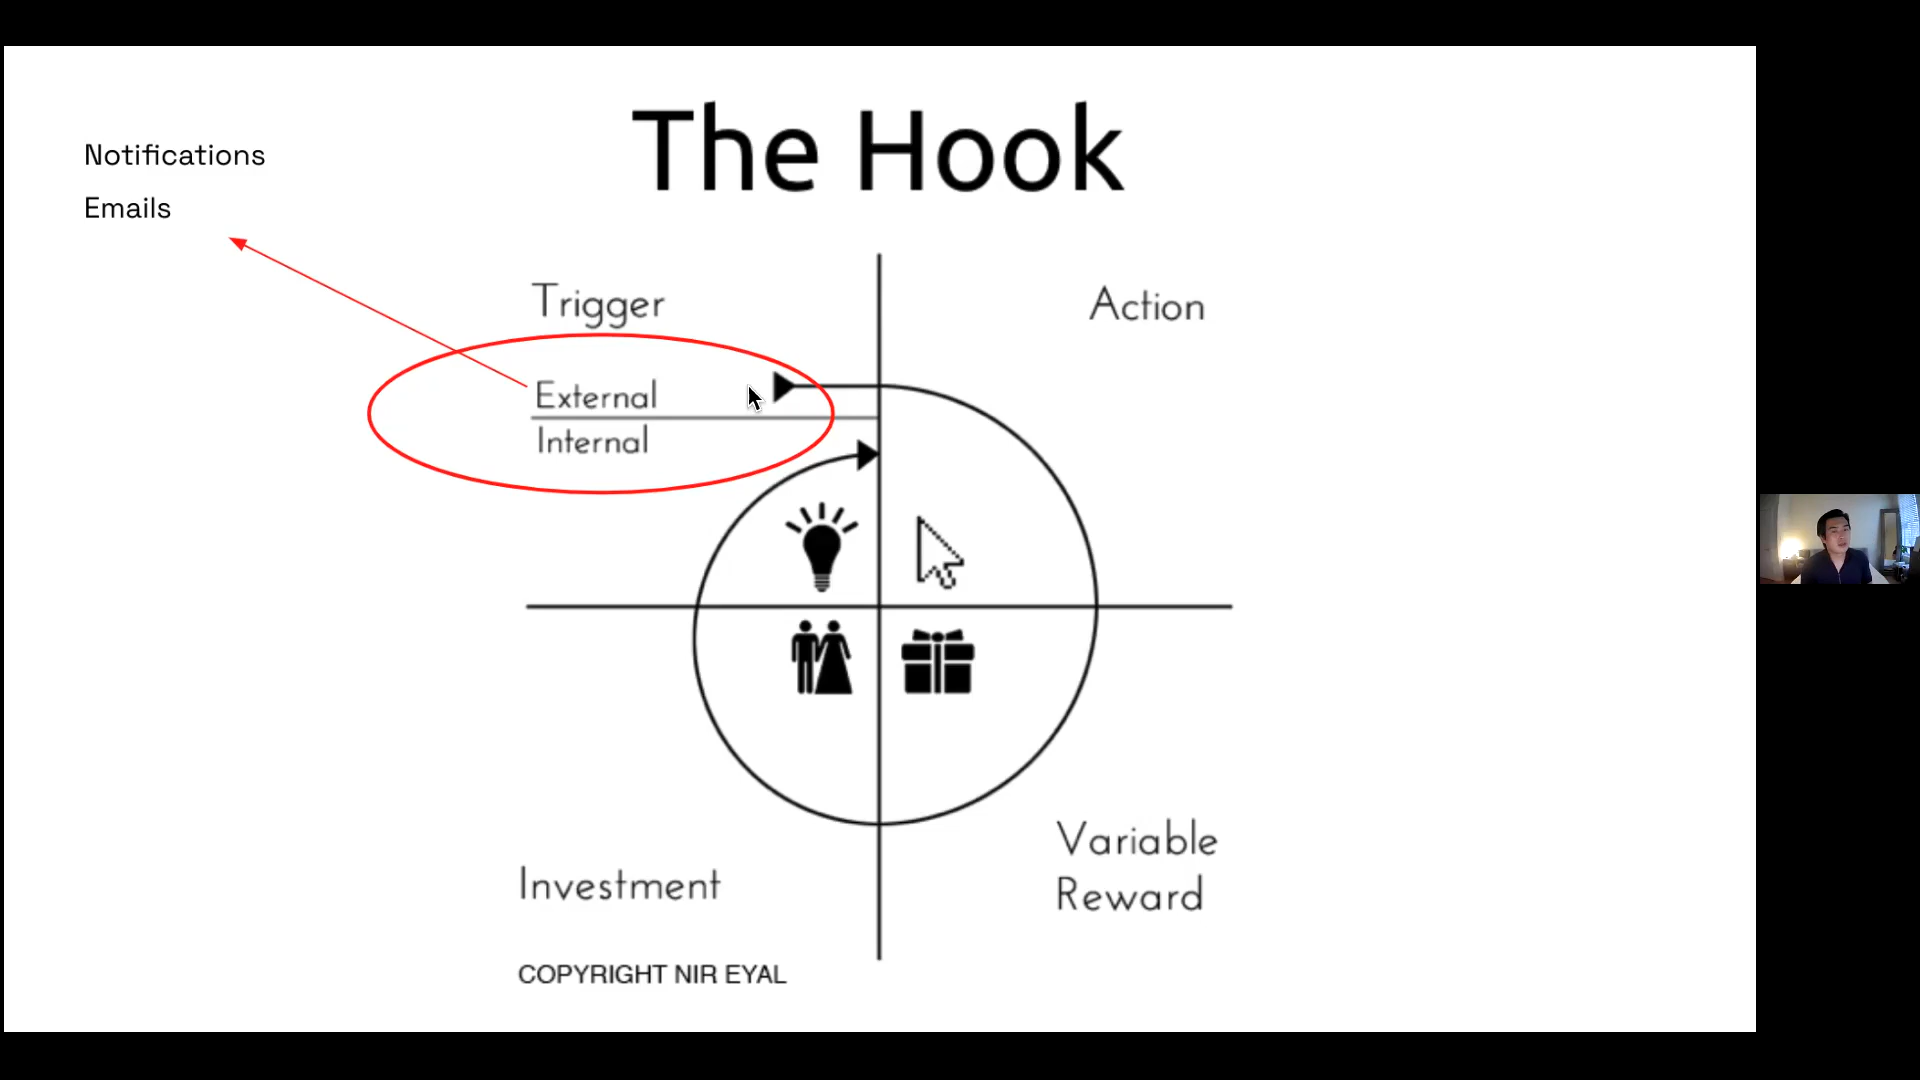 The Hook
Notifications
Emails
Trigger
External
Internal
Action
Investment
Variable
Reward
COPYRIGHT NIR EYAL